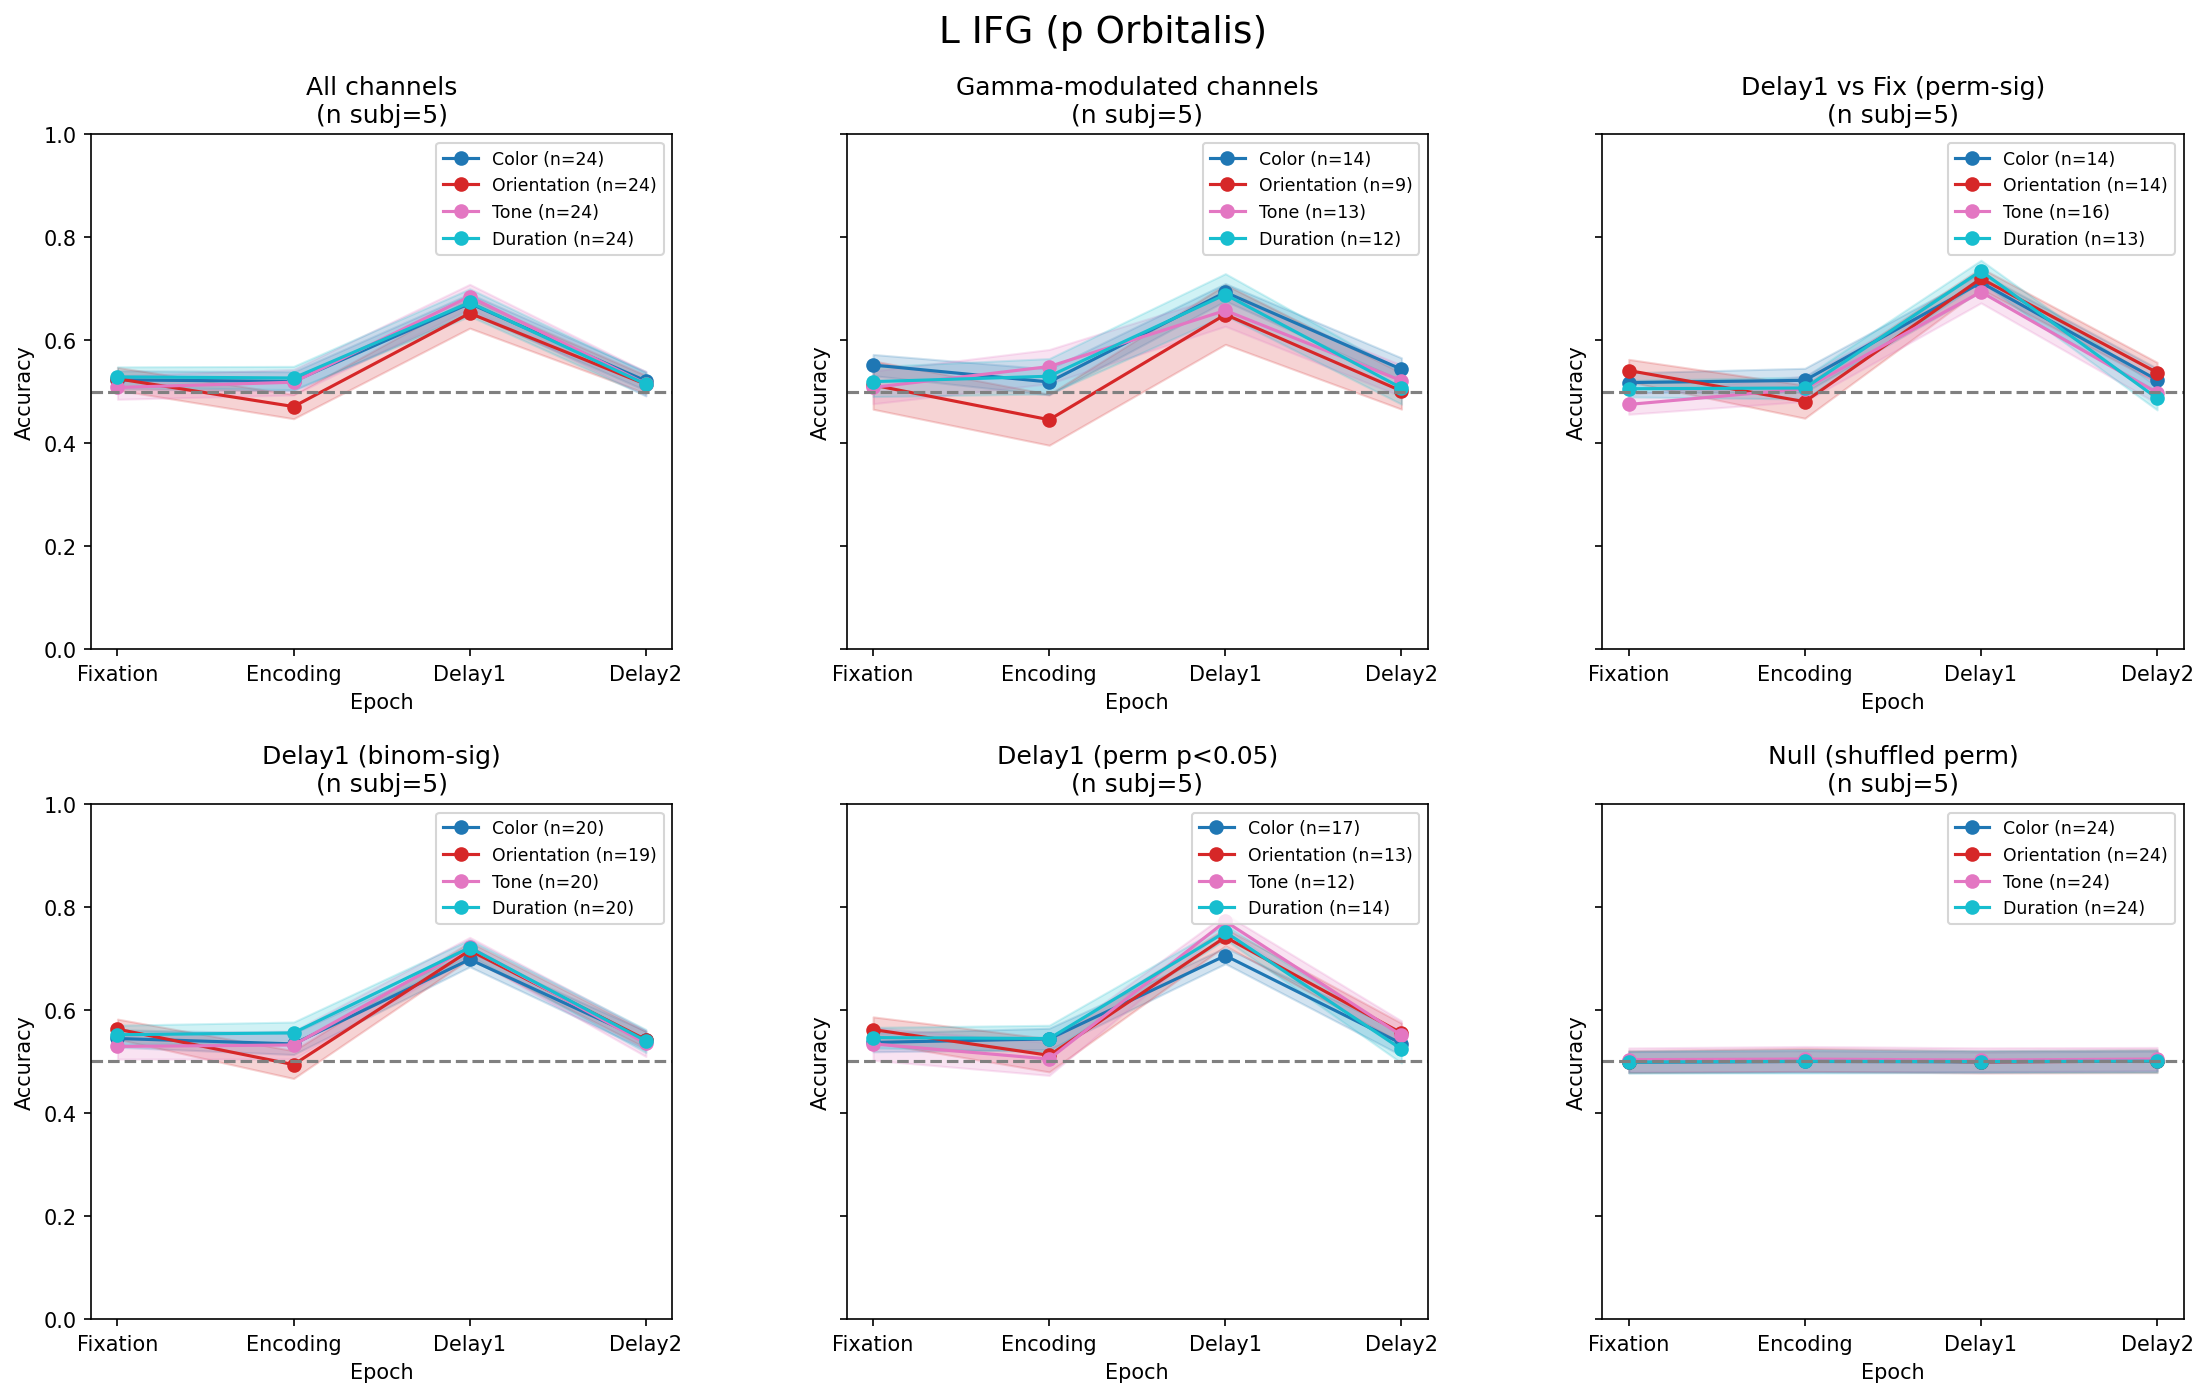 L IFG (p Orbitalis)
All channels
(n subj=5)
1.0
0.8
0.6
0.4
0.2
0.0
Accuracy
Color (n=24)
Orientation (n=24)
Tone (n=24)
Duration (n=24)
Fixation Encoding Delay1 Delay2
Epoch
Gamma-modulated channels
(n subj=5)
Accuracy
Color (n=14)
Orientation (n=9)
Tone (n=13)
Duration (n=12)
Fixation Encoding Delay1 Delay2
Epoch
Delay1 vs Fix (perm-sig)
(n subj=5)
Accuracy
Color (n=14)
Orientation (n=14)
Tone (n=16)
Duration (n=13)
Fixation Encoding Delay1 Delay2
Epoch
Delay1 (binom-sig)
(n subj=5)
1.0
0.8
0.6
0.4
0.2
0.0
Accuracy
Color (n=20)
Orientation (n=19)
Tone (n=20)
Duration (n=20)
Fixation Encoding Delay1 Delay2
Epoch
Delay1 (perm p<0.05)
(n subj=5)
Accuracy
Color (n=17)
Orientation (n=13)
Tone (n=12)
Duration (n=14)
Fixation Encoding Delay1 Delay2
Epoch
Null (shuffled perm)
(n subj=5)
Accuracy
Color (n=24)
Orientation (n=24)
Tone (n=24)
Duration (n=24)
Fixation Encoding Delay1 Delay2
Epoch